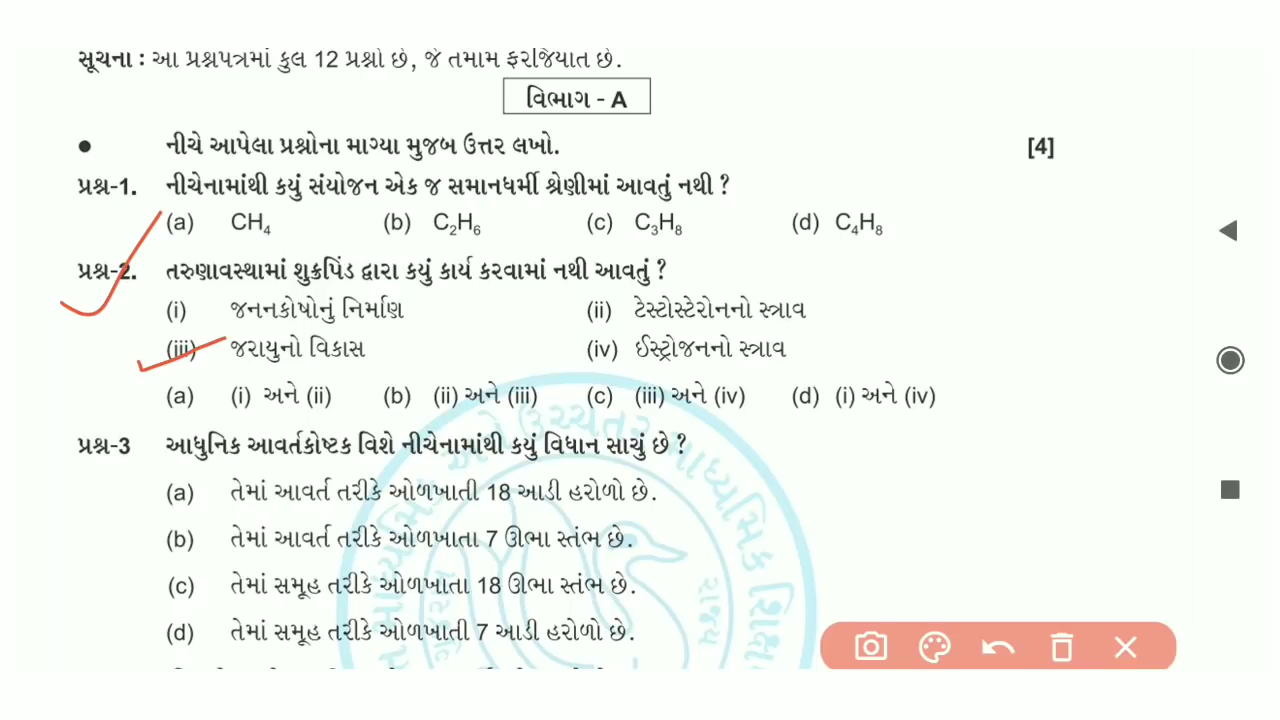 સૂચના : આ પ્રશ્નપત્રમાં કુલ 12 પ્રશ્નો છે, જે તમામ ફરજિયાત છે.
વિભાગ - A
● નીચે આપેલા પ્રશ્નોના માગ્યા મુજબ ઉત્તર લખો. [4]
પ્રશ્ન-1. નીચેનામાંથી કયું સંયોજન એક જ સમાનધર્મી શ્રેણીમાં આવતું નથી ?
(a) CH₄ (b) C₂H₆ (c) C₃H₈ (d) C₄H₈
પ્રશ્ન-2. તરુણાવસ્થામાં શુક્રપિંડ દ્વારા કયું કાર્ય કરવામાં નથી આવતું ?
(i) જનનકોષોનું નિર્માણ (ii) ટેસ્ટોસ્ટેરોનનો સ્ત્રાવ
(iii) જરાયુનો વિકાસ (iv) ઈસ્ટ્રોજનનો સ્ત્રાવ
(a) (i) અને (ii) (b) (ii) અને (iii) (c) (iii) અને (iv) (d) (i) અને (iv)
પ્રશ્ન-3 આધુનિક આવર્તકોષ્ટક વિશે નીચેનામાંથી કયું વિધાન સાચું છે ?
(a) તેમાં આવર્ત તરીકે ઓળખાતી 18 આડી હરોળો છે.
(b) તેમાં આવર્ત તરીકે ઓળખાતા 7 ઊભા સ્તંભ છે.
(c) તેમાં સમૂહ તરીકે ઓળખાતા 18 ઊભા સ્તંભ છે.
(d) તેમાં સમૂહ તરીકે ઓળખાતી 7 આડી હરોળો છે.